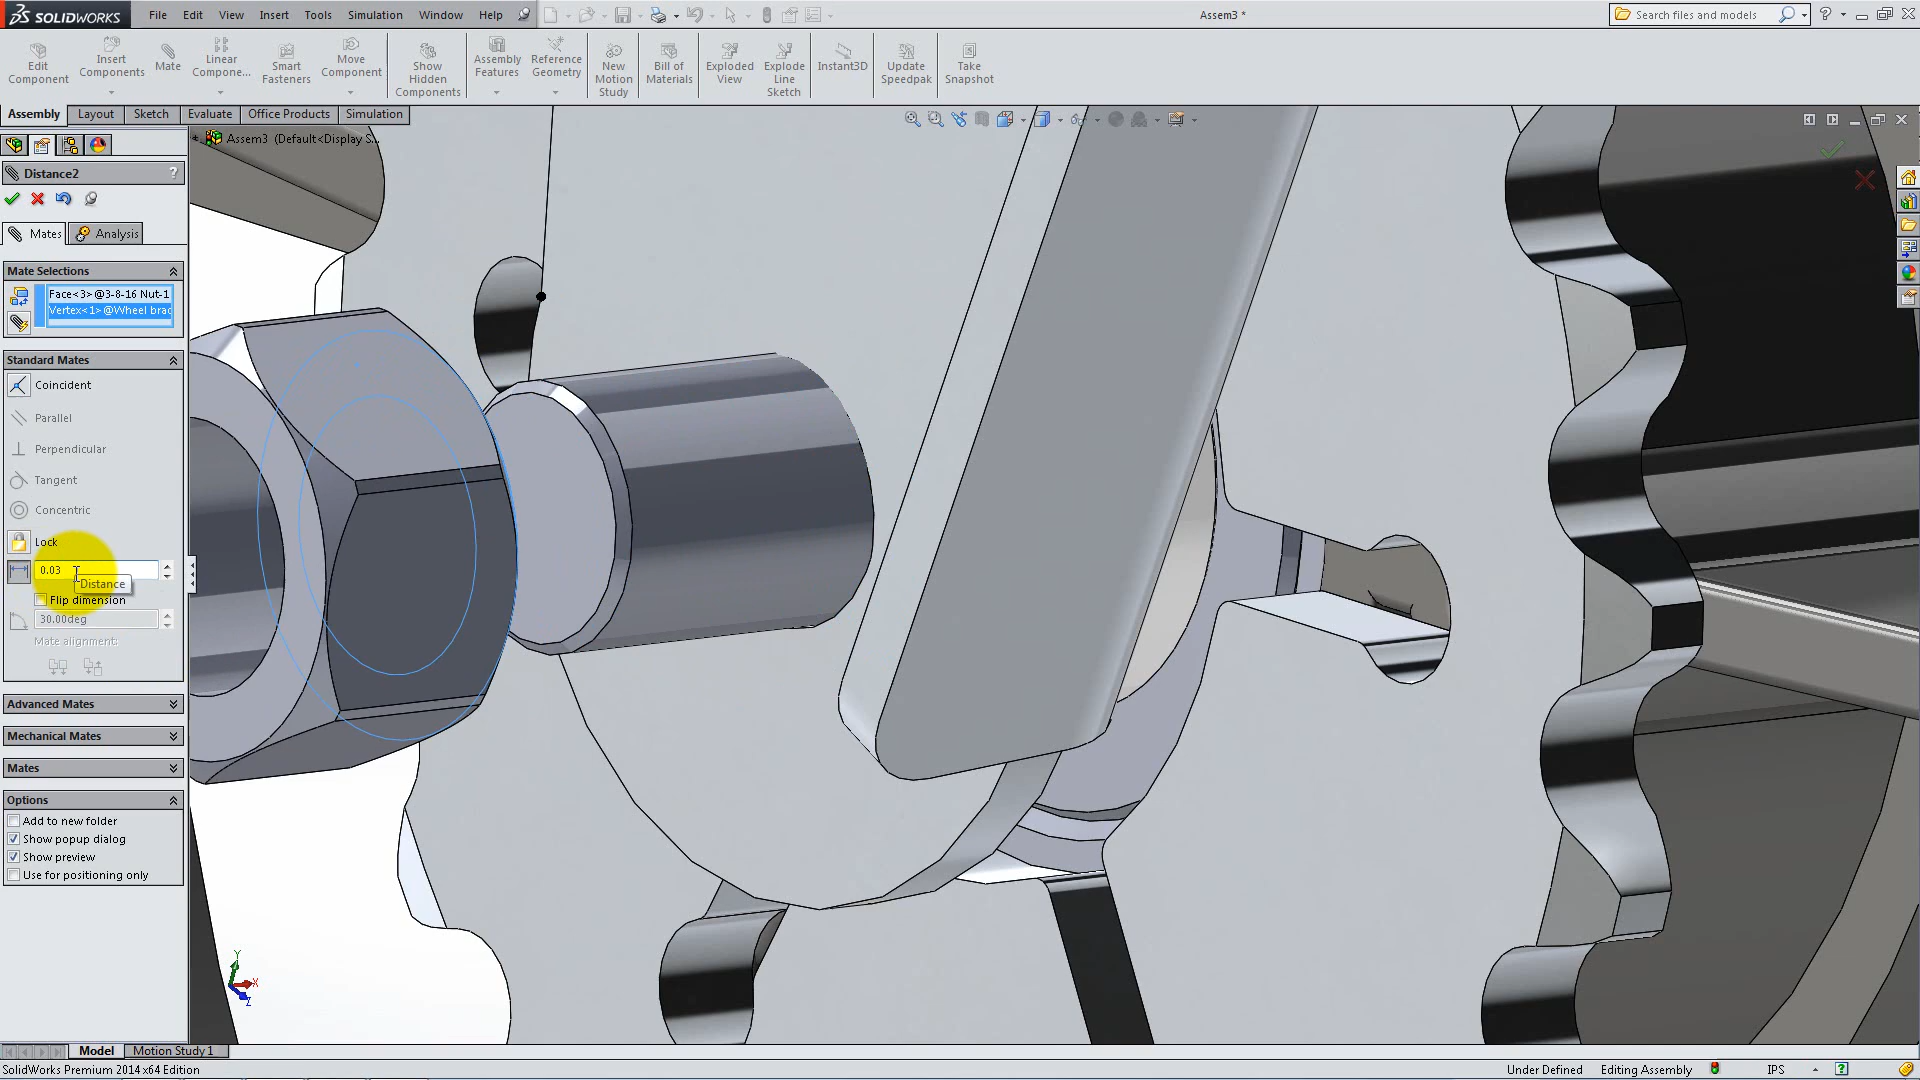 SOLIDWORKS File Edit View Insert Tools Simulation Window Help Assem3 * Search files and models ?
Edit Component
Insert Components
Mate
Linear Compone...
Smart Fasteners
Move Component
Show Hidden Components
Assembly Features
Reference Geometry
New Motion Study
Bill of Materials
Exploded View
Explode Line Sketch
Instant3D
Update Speedpak
Take Snapshot
Assembly Layout Sketch Evaluate Office Products Simulation
Assem3 (Default<Display S...
Distance2 ?
Mates Analysis
Mate Selections
Face<3>@3-8-16 Nut-1
Vertex<1>@Wheel brac
Standard Mates
Coincident
Parallel
Perpendicular
Tangent
Concentric
Lock
0.03
Distance
Flip dimension
30.00deg
Mate alignment:
Advanced Mates
Mechanical Mates
Mates
Options
Add to new folder
Show popup dialog
Show preview
Use for positioning only
Y
X
Z
Model Motion Study 1
SolidWorks Premium 2014 x64 Edition Under Defined Editing Assembly IPS ?